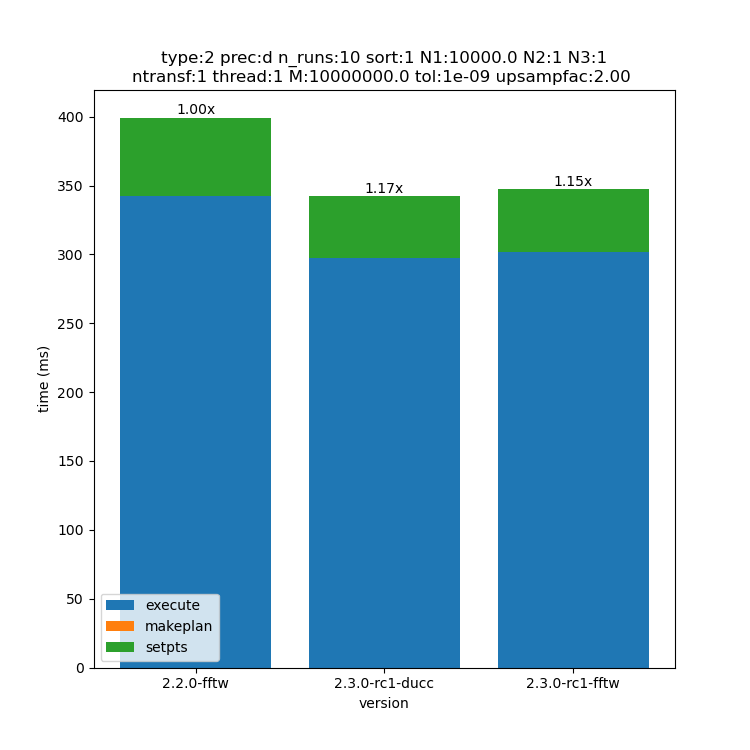 type:2 prec:d n_runs:10 sort:1 N1:10000.0 N2:1 N3:1
ntransf:1 thread:1 M:10000000.0 tol:1e-09 upsampfac:2.00
400
350
300
250
200
150
100
50
0
time (ms)
1.00x
1.17x
1.15x
execute
makeplan
setpts
2.2.0-fftw
2.3.0-rc1-ducc
2.3.0-rc1-fftw
version